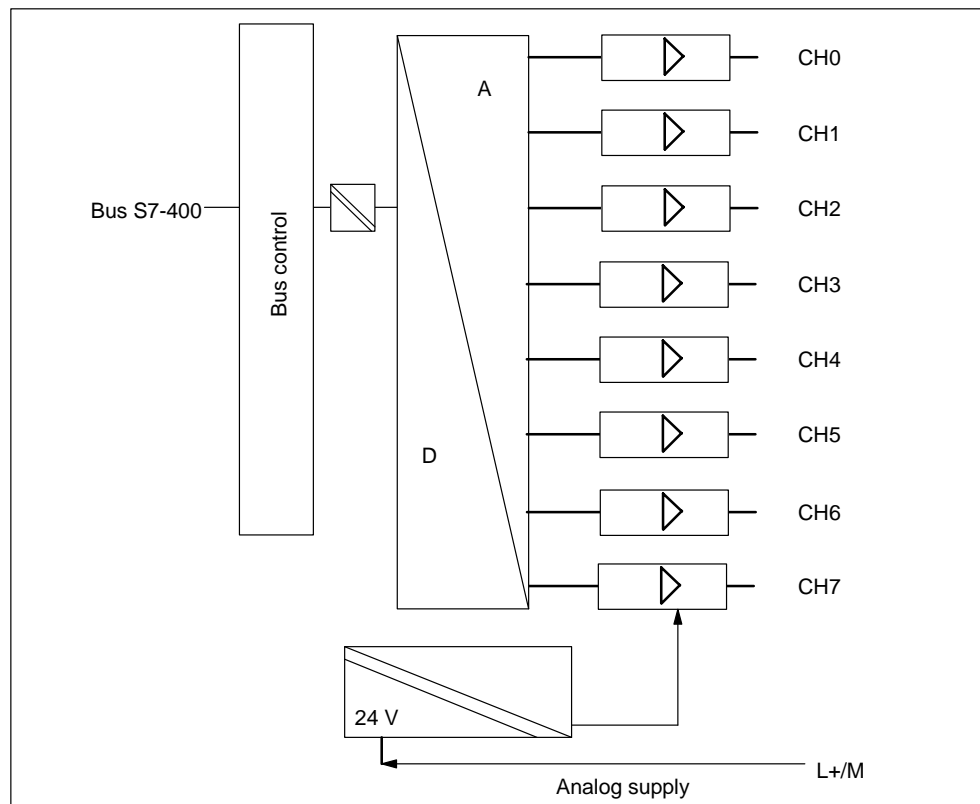 CH0
A
CH1
Bus S7-400
CH2
Bus control
CH3
CH4
CH5
D
CH6
CH7
24 V
L+/M
Analog supply